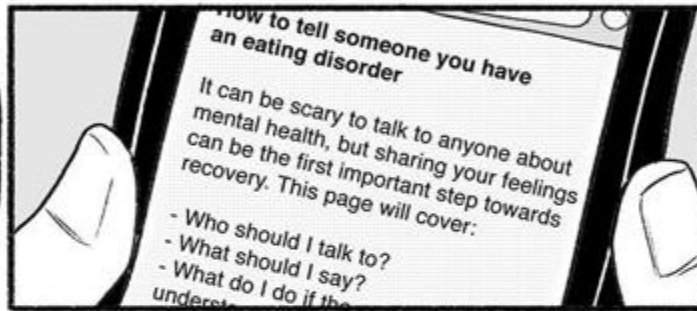 How to tell someone you have
an eating disorder
It can be scary to talk to anyone about
mental health, but sharing your feelings
can be the first important step towards
recovery. This page will cover:
- Who should I talk to?
- What should I say?
- What do I do if the